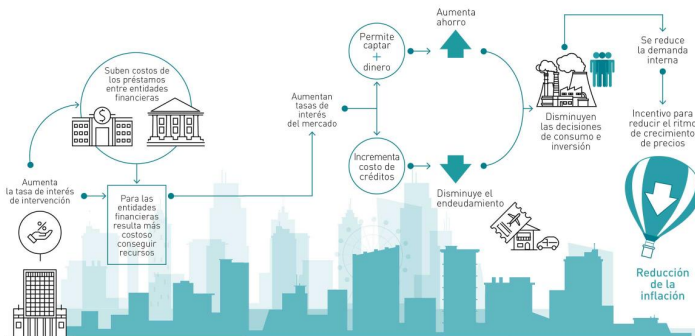 Aumenta
la tasa de interés
de intervención
Suben costos de
los préstamos
entre entidades
financieras
$
%
Para las
entidades
financieras
resulta más
costoso
conseguir
recursos
Aumentan
tasas de
interés
del mercado
Permite
captar
+
dinero
Aumenta
ahorro
Incrementa
costo de
créditos
Disminuye el
endeudamiento
Disminuyen
las decisiones
de consumo e
inversión
Se reduce
la demanda
interna
Incentivo para
reducir el ritmo
de crecimiento
de precios
Reducción
de la
inflación